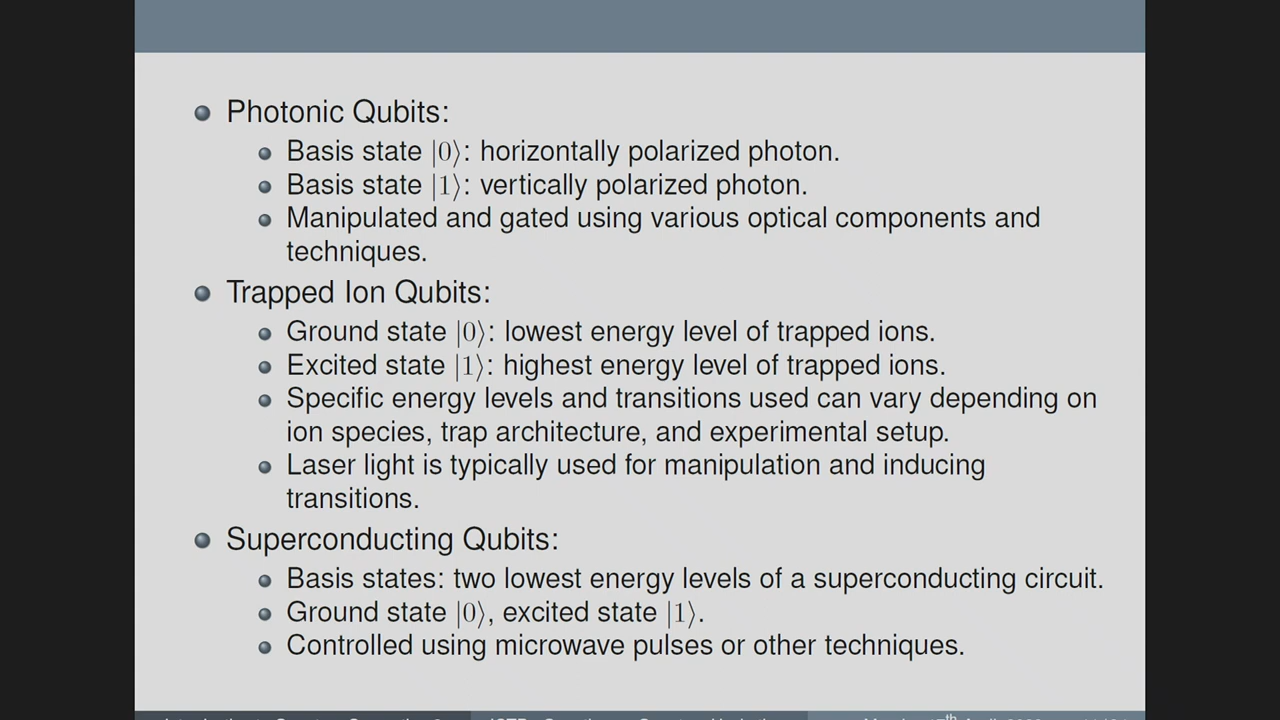 Photonic Qubits:
Basis state |0⟩: horizontally polarized photon.
Basis state |1⟩: vertically polarized photon.
Manipulated and gated using various optical components and
techniques.
Trapped Ion Qubits:
Ground state |0⟩: lowest energy level of trapped ions.
Excited state |1⟩: highest energy level of trapped ions.
Specific energy levels and transitions used can vary depending on
ion species, trap architecture, and experimental setup.
Laser light is typically used for manipulation and inducing
transitions.
Superconducting Qubits:
Basis states: two lowest energy levels of a superconducting circuit.
Ground state |0⟩, excited state |1⟩.
Controlled using microwave pulses or other techniques.